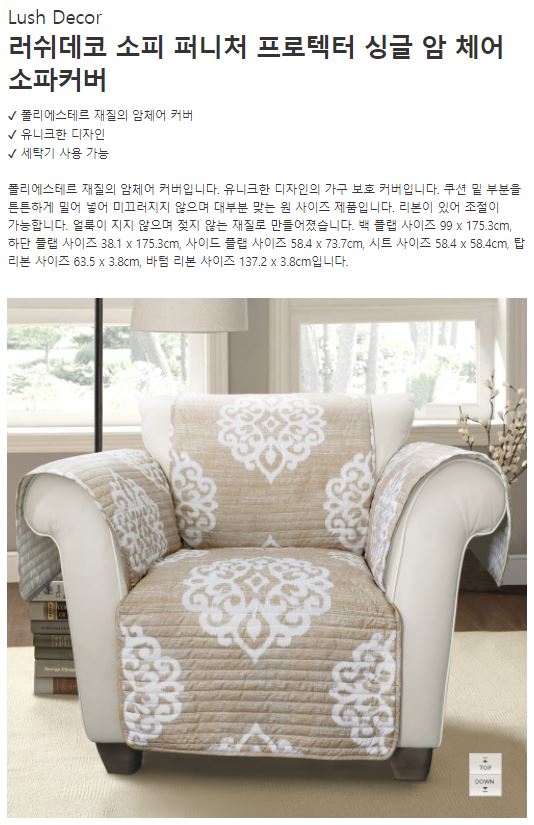 Lush Decor
러쉬데코 소피 퍼니처 프로텍터 싱글 암 체어
소파커버
✓ 폴리에스테르 재질의 암체어 커버
✓ 유니크한 디자인
✓ 세탁기 사용 가능
폴리에스테르 재질의 암체어 커버입니다. 유니크한 디자인의 가구 보호 커버입니다. 쿠션 밑 부분을
튼튼하게 밀어 넣어 미끄러지지 않으며 대부분 맞는 원 사이즈 제품입니다. 리본이 있어 조절이
가능합니다. 얼룩이 지지 않으며 젖지 않는 재질로 만들어졌습니다. 백 플랩 사이즈 99 x 175.3cm,
하단 플랩 사이즈 38.1 x 175.3cm, 사이드 플랩 사이즈 58.4 x 73.7cm, 시트 사이즈 58.4 x 58.4cm, 탑
리본 사이즈 63.5 x 3.8cm, 바텀 리본 사이즈 137.2 x 3.8cm입니다.
TOP
DOWN